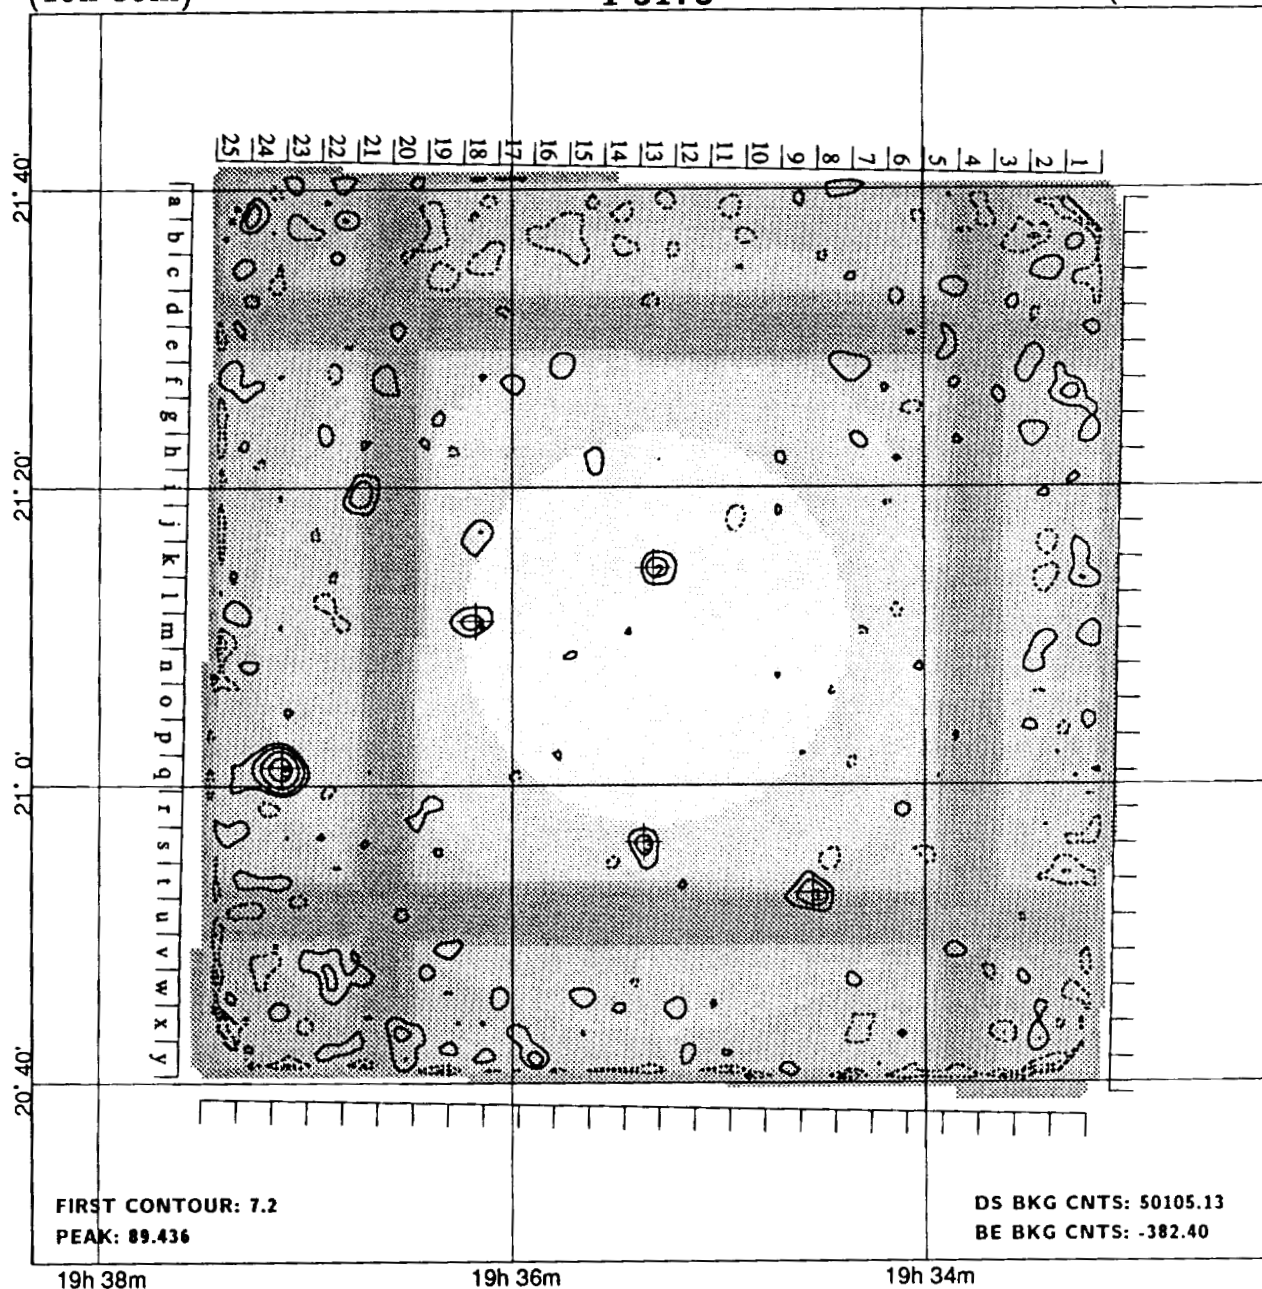 25 24 23 22 21 20 19 18 17 16 15 14 13 12 11 10 9 8 7 6 5 4 3 2 1
21° 40'
a
b
c
d
e
f
g
h
i
21° 20'
j
k
l
m
n
o
p
q
21° 0'
r
s
t
u
v
w
x
y
20° 40'
2
3
FIRST CONTOUR: 7.2
PEAK: 89.436
DS BKG CNTS: 50105.13
BE BKG CNTS: -382.40
19h 38m 19h 36m 19h 34m